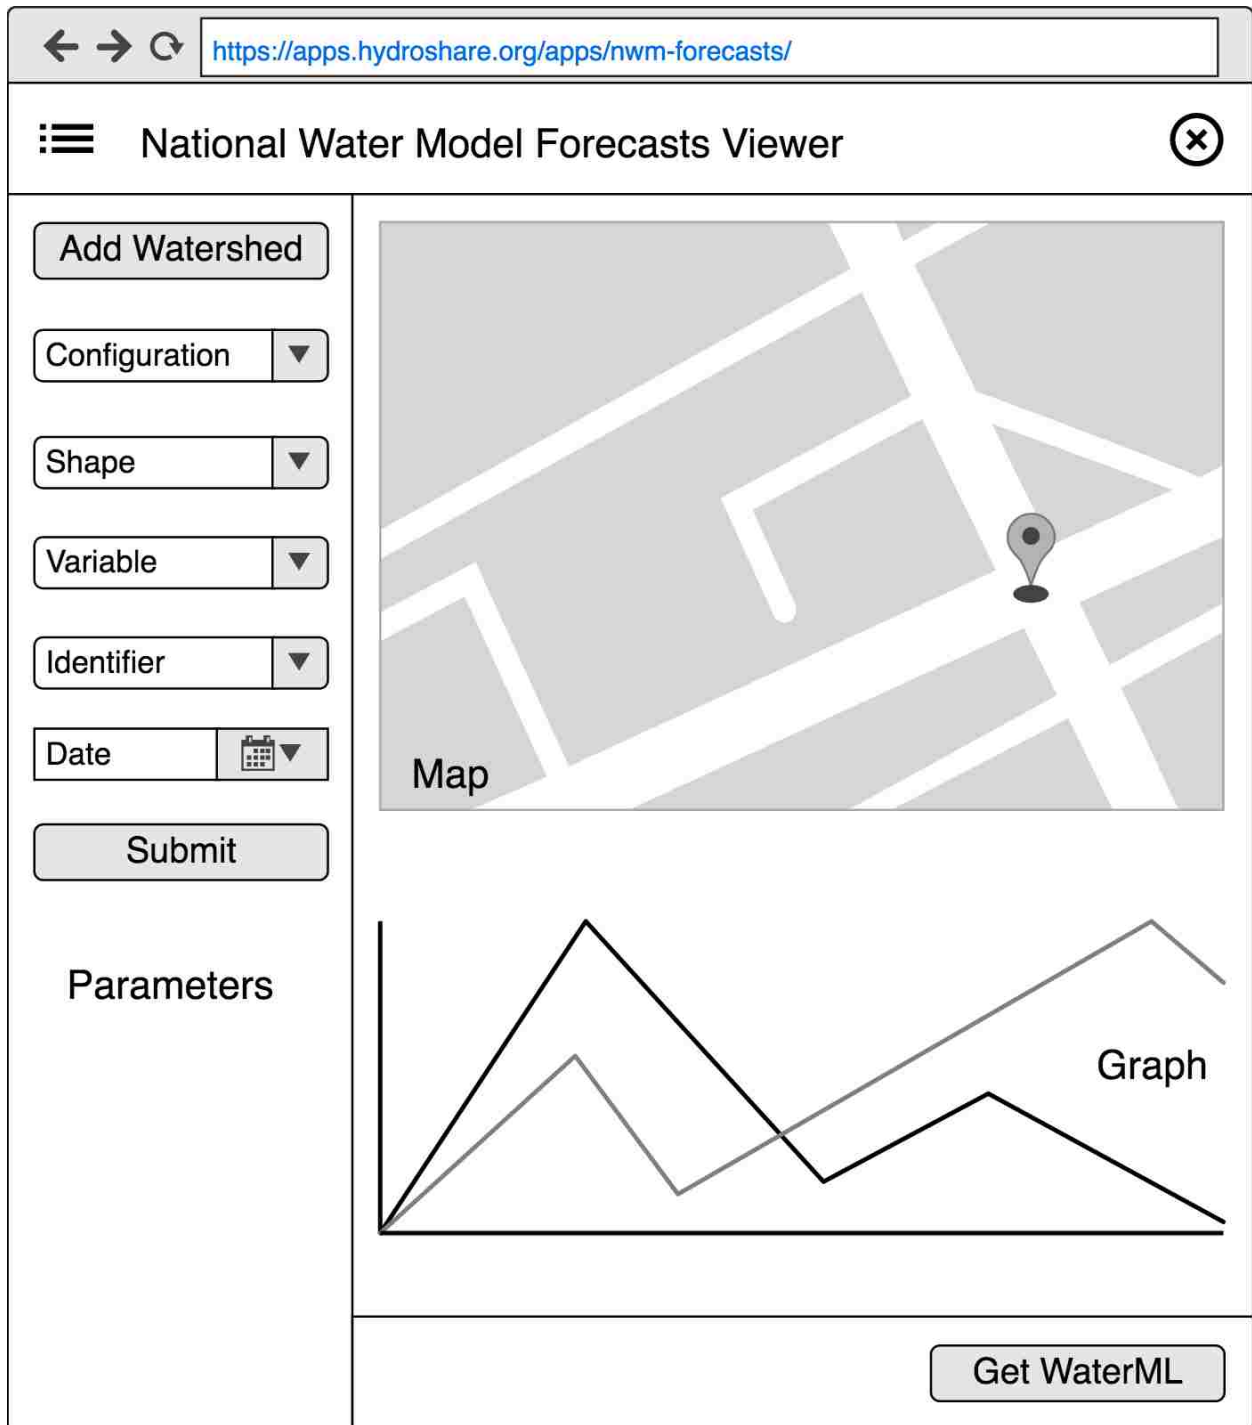 https://apps.hydroshare.org/apps/nwm-forecasts/
National Water Model Forecasts Viewer
Add Watershed
Configuration
Shape
Variable
Identifier
Date
Submit
Parameters
Map
Graph
Get WaterML